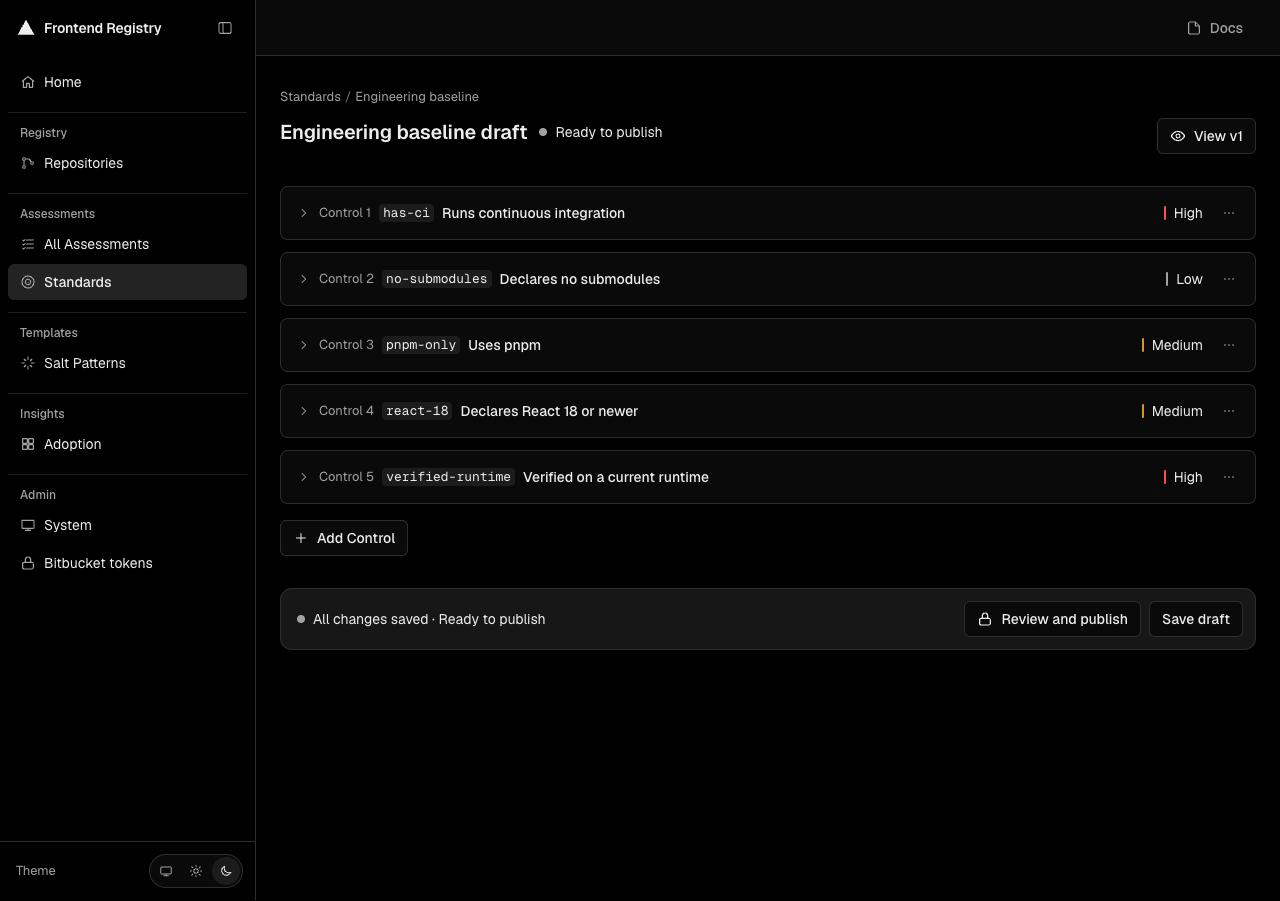 Frontend Registry
Docs
Home
Registry
Repositories
Assessments
All Assessments
Standards
Templates
Salt Patterns
Insights
Adoption
Admin
System
Bitbucket tokens
Theme
Standards / Engineering baseline
Engineering baseline draft Ready to publish
View v1
Control 1 has-ci Runs continuous integration High ...
Control 2 no-submodules Declares no submodules Low ...
Control 3 pnpm-only Uses pnpm Medium ...
Control 4 react-18 Declares React 18 or newer Medium ...
Control 5 verified-runtime Verified on a current runtime High ...
Add Control
All changes saved · Ready to publish Review and publish Save draft